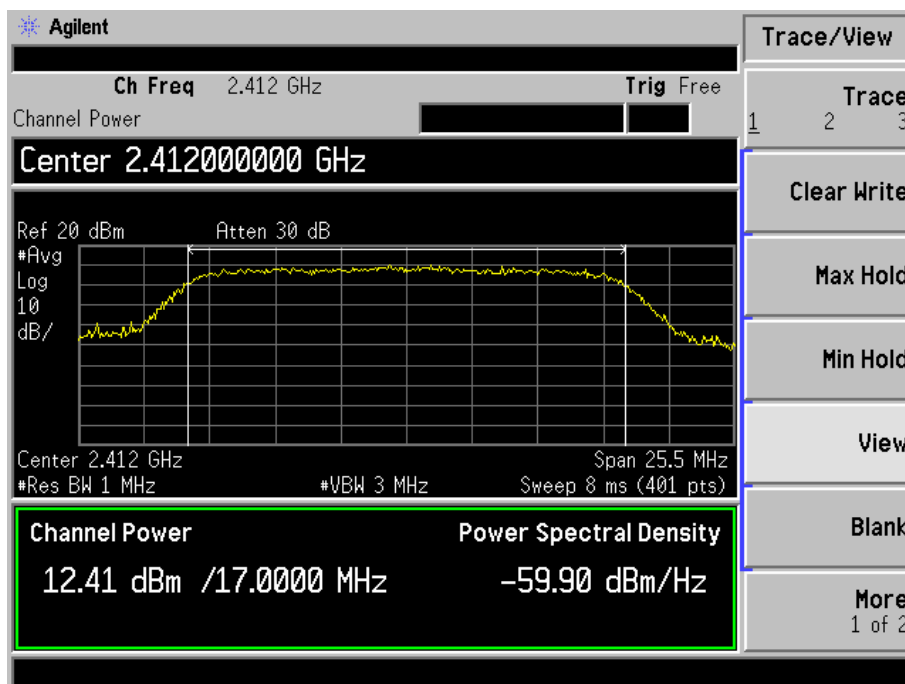 Agilent
Trace/View
Ch Freq 2.412 GHz Trig Free
Channel Power
Trace
1 2 3
Center 2.412000000 GHz
Clear Write
Ref 20 dBm Atten 30 dB
#Avg
Log
10
dB/
Max Hold
Min Hold
View
Center 2.412 GHz Span 25.5 MHz
#Res BW 1 MHz #VBW 3 MHz Sweep 8 ms (401 pts)
Channel Power Power Spectral Density
12.41 dBm /17.0000 MHz -59.90 dBm/Hz
Blank
More
1 of 2